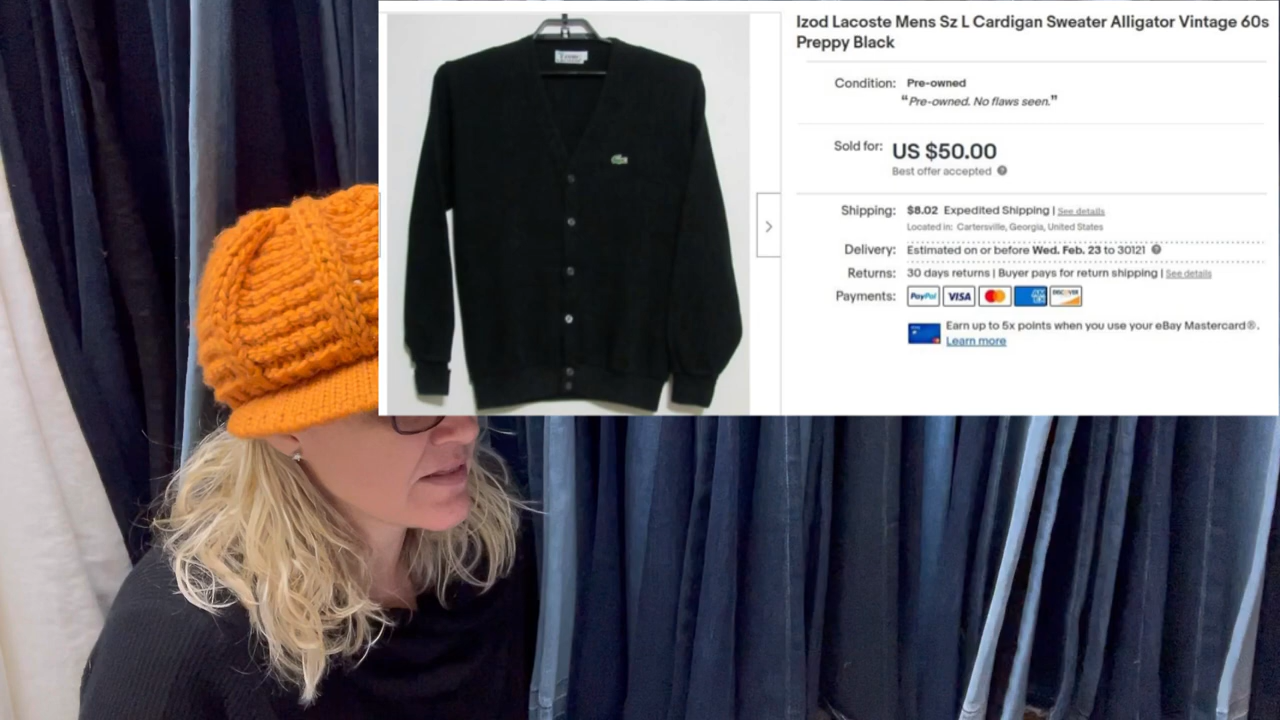 Izod Lacoste Mens Sz L Cardigan Sweater Alligator Vintage 60s
Preppy Black
Condition: Pre-owned
“Pre-owned. No flaws seen.”
Sold for: US $50.00
Best offer accepted
Shipping: $8.02 Expedited Shipping | See details
Located in: Cartersville, Georgia, United States
Delivery: Estimated on or before Wed. Feb. 23 to 30121
Returns: 30 days returns | Buyer pays for return shipping | See details
Payments: PayPal VISA DISCOVER
Earn up to 5x points when you use your eBay Mastercard®.
Learn more